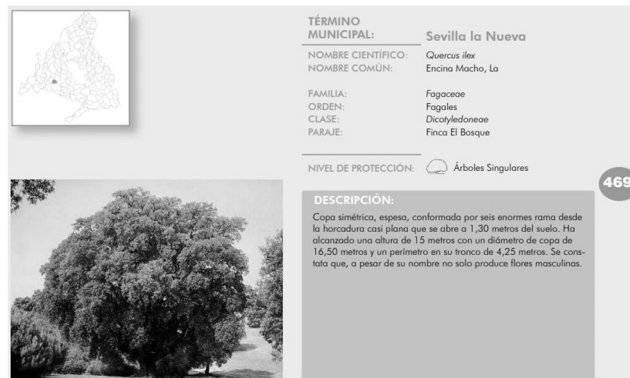 TÉRMINO
MUNICIPAL: Sevilla la Nueva
NOMBRE CIENTÍFICO: Quercus ilex
NOMBRE COMÚN: Encina Macho, La
FAMILIA: Fagaceae
ORDEN: Fagales
CLASE: Dicotyledoneae
PARAJE: Finca El Bosque
NIVEL DE PROTECCIÓN: Árboles Singulares
469
DESCRIPCIÓN:
Copa simétrica, espesa, conformada por seis enormes rama desde
la horcadura casi plana que se abre a 1,30 metros del suelo. Ha
alcanzado una altura de 15 metros con un diámetro de copa de
16,50 metros y un perímetro en su tronco de 4,25 metros. Se cons-
tata que, a pesar de su nombre no solo produce flores masculinas.